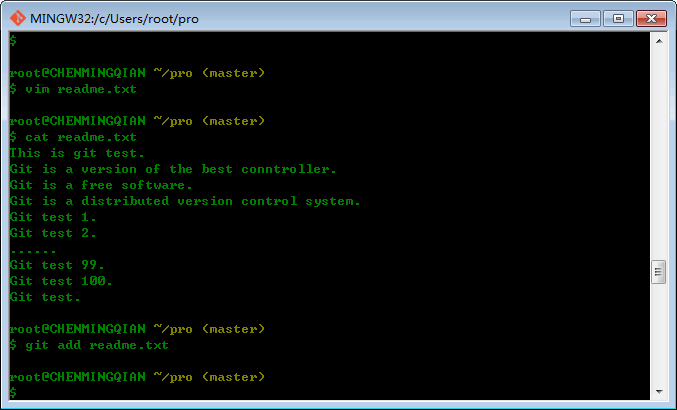 MINGW32:/c/Users/root/pro
$
root@CHENMINGQIAN ~/pro (master)
$ vim readme.txt
root@CHENMINGQIAN ~/pro (master)
$ cat readme.txt
This is git test.
Git is a version of the best conntroller.
Git is a free software.
Git is a distributed version control system.
Git test 1.
Git test 2.
......
Git test 99.
Git test 100.
Git test.
root@CHENMINGQIAN ~/pro (master)
$ git add readme.txt
root@CHENMINGQIAN ~/pro (master)
$